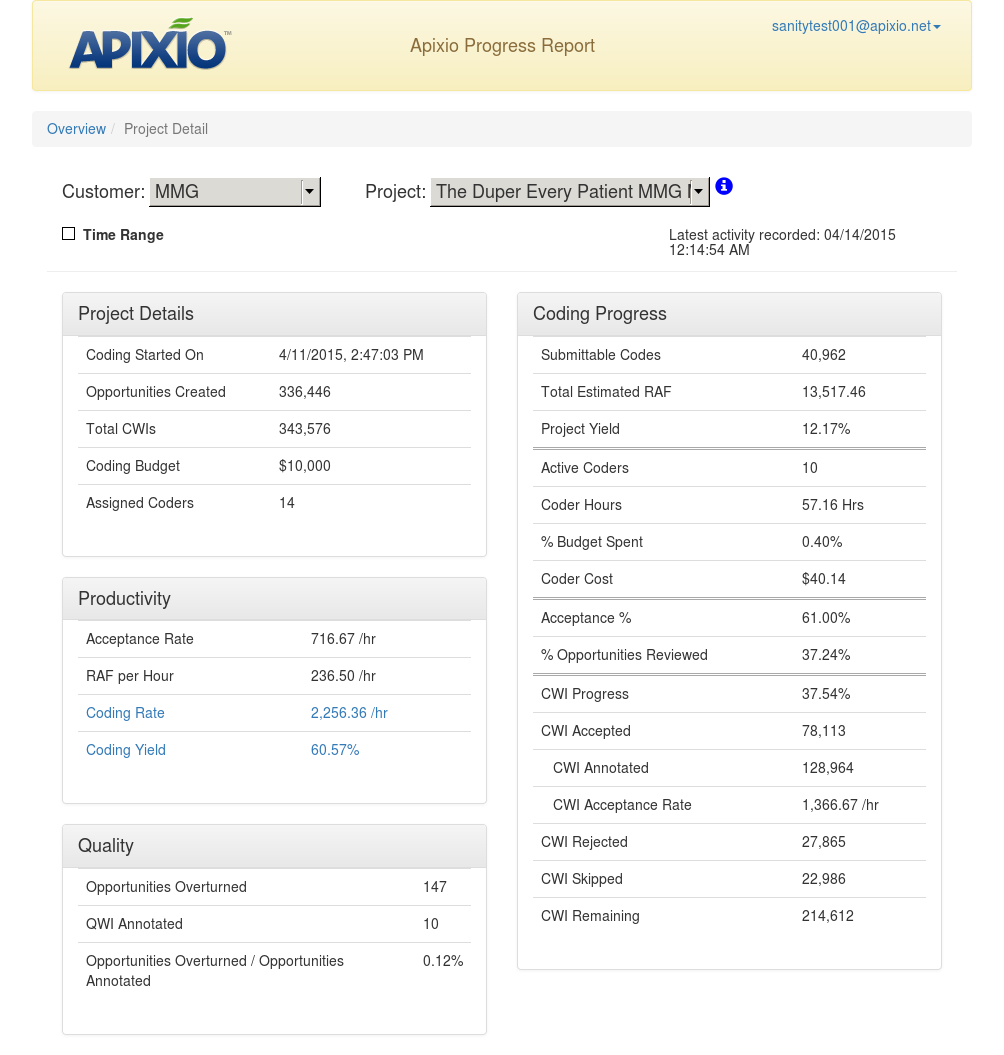 APIXIO™
Apixio Progress Report
sanitytest001@apixio.net
Overview / Project Detail
Customer: MMG
Project: The Duper Every Patient MMG
Time Range
Latest activity recorded: 04/14/2015
12:14:54 AM
Project Details
Coding Started On 4/11/2015, 2:47:03 PM
Opportunities Created 336,446
Total CWIs 343,576
Coding Budget $10,000
Assigned Coders 14
Productivity
Acceptance Rate 716.67 /hr
RAF per Hour 236.50 /hr
Coding Rate 2,256.36 /hr
Coding Yield 60.57%
Quality
Opportunities Overturned 147
QWI Annotated 10
Opportunities Overturned / Opportunities 0.12%
Annotated
Coding Progress
Submittable Codes 40,962
Total Estimated RAF 13,517.46
Project Yield 12.17%
Active Coders 10
Coder Hours 57.16 Hrs
% Budget Spent 0.40%
Coder Cost $40.14
Acceptance % 61.00%
% Opportunities Reviewed 37.24%
CWI Progress 37.54%
CWI Accepted 78,113
CWI Annotated 128,964
CWI Acceptance Rate 1,366.67 /hr
CWI Rejected 27,865
CWI Skipped 22,986
CWI Remaining 214,612